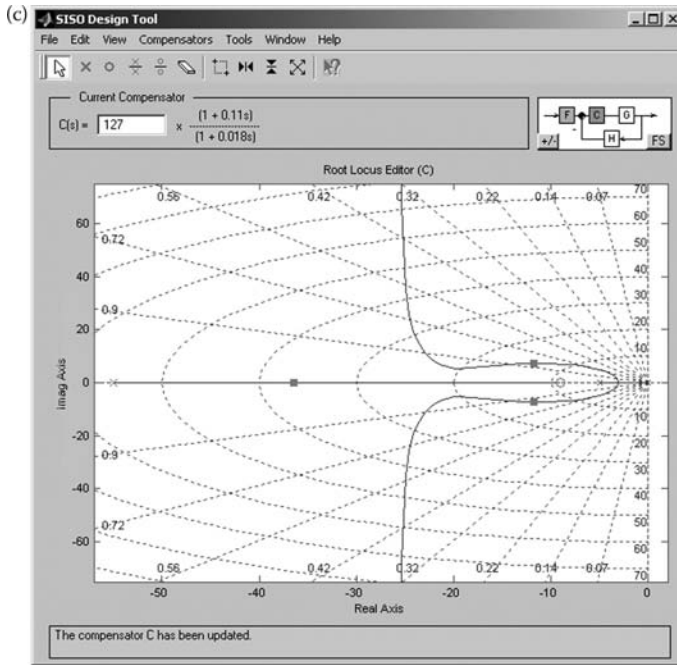 (c)
SISO Design Tool
File Edit View Compensators Tools Window Help
Current Compensator
C(s) = 127 x (1 + 0.11s)
(1 + 0.018s)
F C G
H
+/- FS
Root Locus Editor (C)
0.56 0.42 0.32 0.22 0.14 0.07 70
60
60
50
0.72
40
40
30
0.9
20
20
10
0
10
-20
20
0.9
30
-40
40
0.72
50
-60
60
0.56 0.42 0.32 0.22 0.14 0.07 70
-50 -40 -30 -20 -10 0
Imag Axis
Real Axis
The compensator C has been updated.